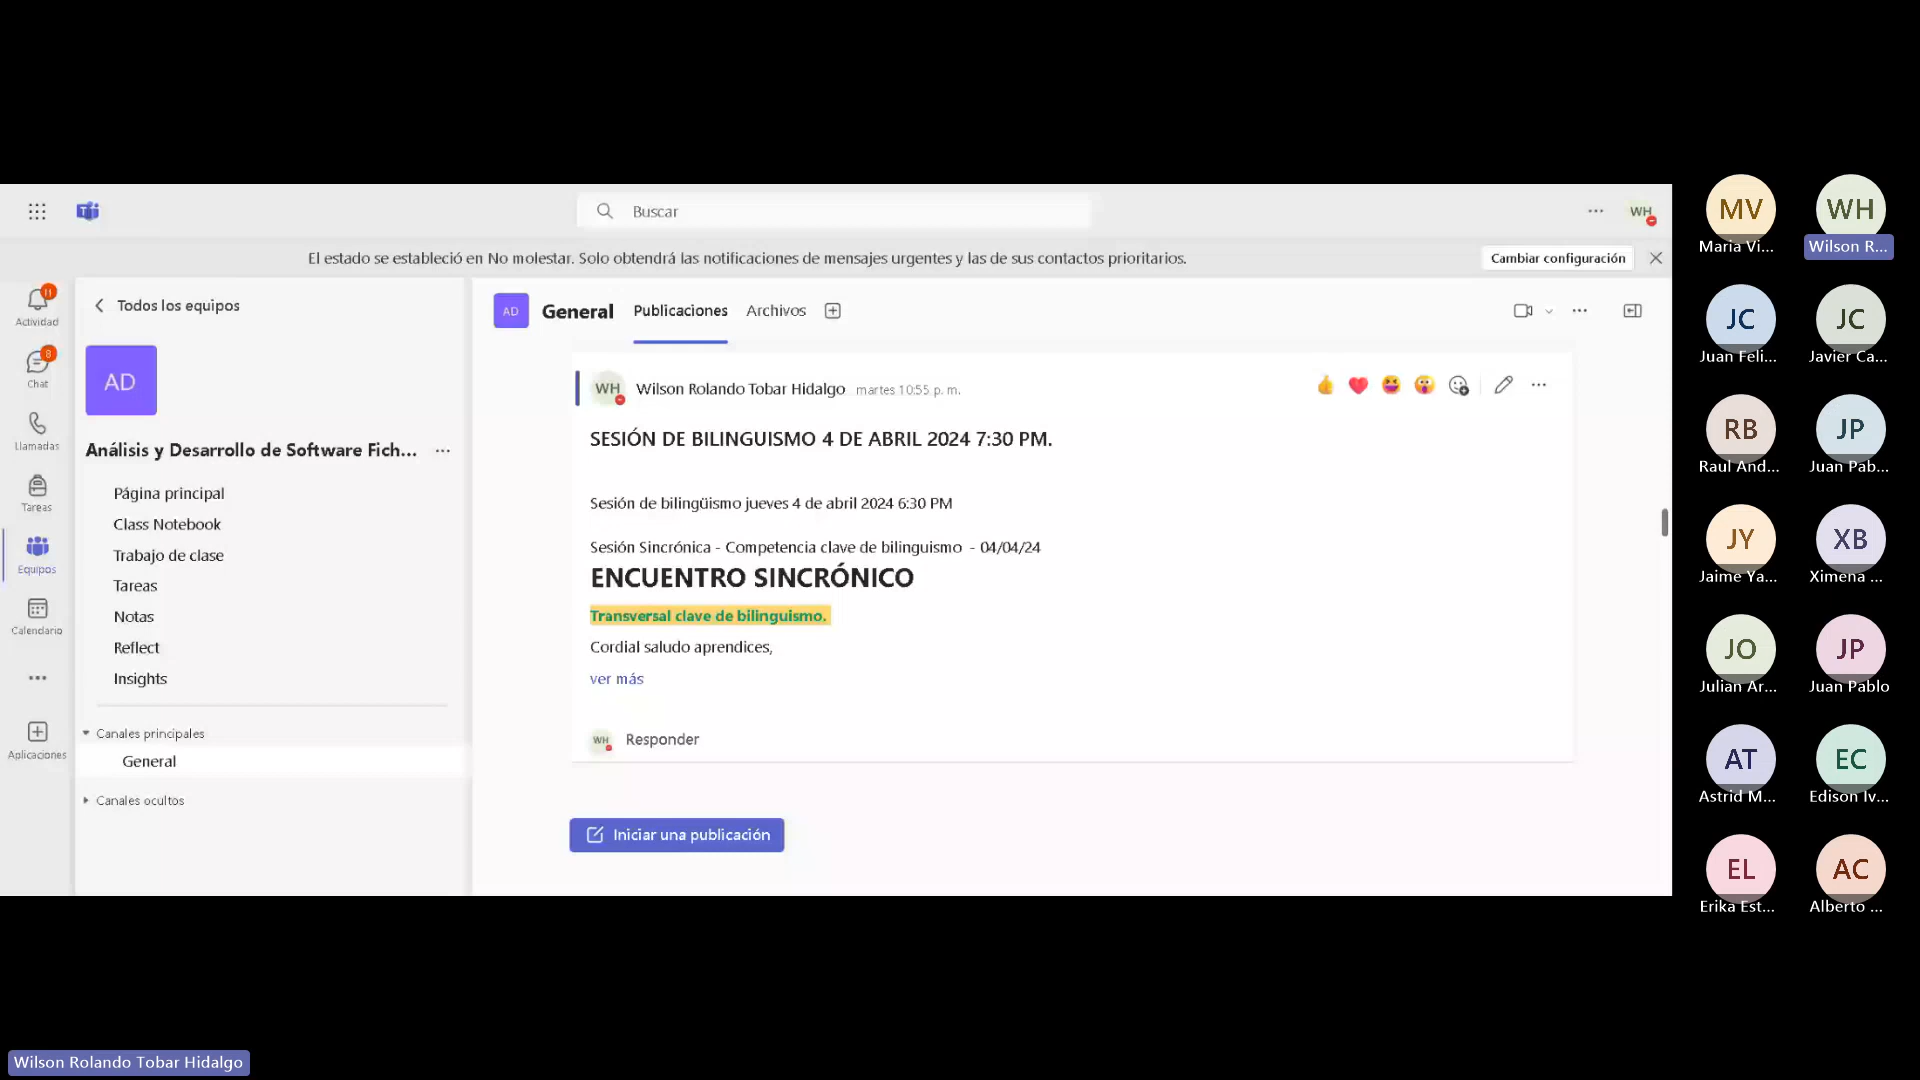 Buscar
WH
El estado se estableció en No molestar. Solo obtendrá las notificaciones de mensajes urgentes y las de sus contactos prioritarios.
Cambiar configuración
11
Actividad
8
Chat
Llamadas
Tareas
Equipos
Calendario
Aplicaciones
Todos los equipos
AD
Análisis y Desarrollo de Software Fich...
Página principal
Class Notebook
Trabajo de clase
Tareas
Notas
Reflect
Insights
Canales principales
General
Canales ocultos
AD
General
Publicaciones
Archivos
WH
Wilson Rolando Tobar Hidalgo martes 10:55 p. m.
SESIÓN DE BILINGUISMO 4 DE ABRIL 2024 7:30 PM.
Sesión de bilingüismo jueves 4 de abril 2024 6:30 PM
Sesión Sincrónica - Competencia clave de bilinguismo - 04/04/24
ENCUENTRO SINCRÓNICO
Transversal clave de bilinguismo.
Cordial saludo aprendices,
ver más
WH
Responder
Iniciar una publicación
MV
Maria Vi...
WH
Wilson R...
JC
Juan Feli...
JC
Javier Ca...
RB
Raul And...
JP
Juan Pab...
JY
Jaime Ya...
XB
Ximena ...
JO
Julian Ar...
JP
Juan Pablo
AT
Astrid M...
EC
Edison Iv...
EL
Erika Est...
AC
Alberto ...
Wilson Rolando Tobar Hidalgo